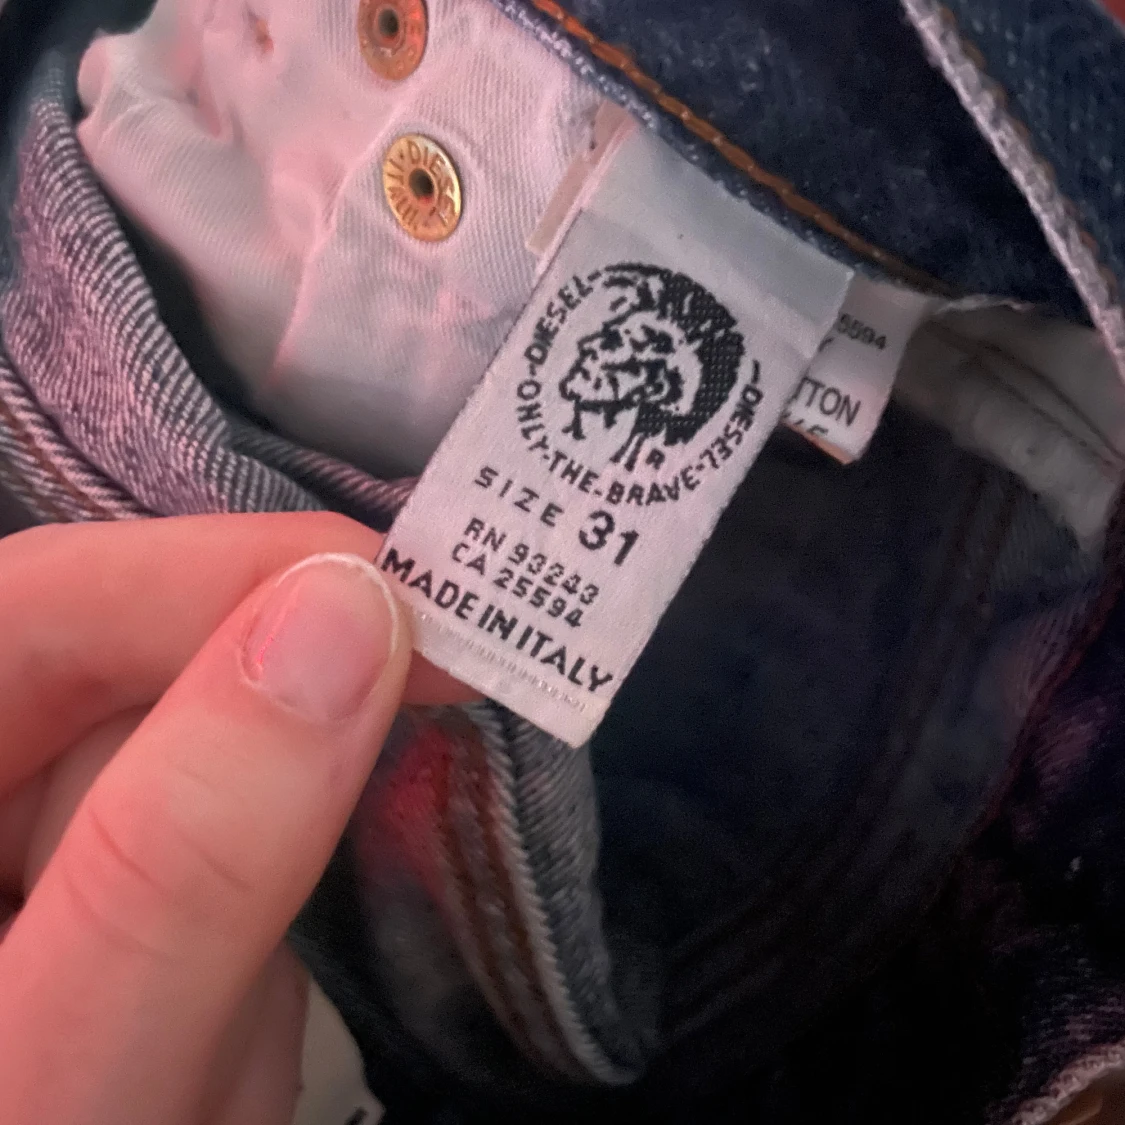 DIESEL
DIESEL-ONLY-THE-BRAVE-DIESEL-
R
SIZE 31
RN 93243
CA 25594
MADE IN ITALY
5594
TTON